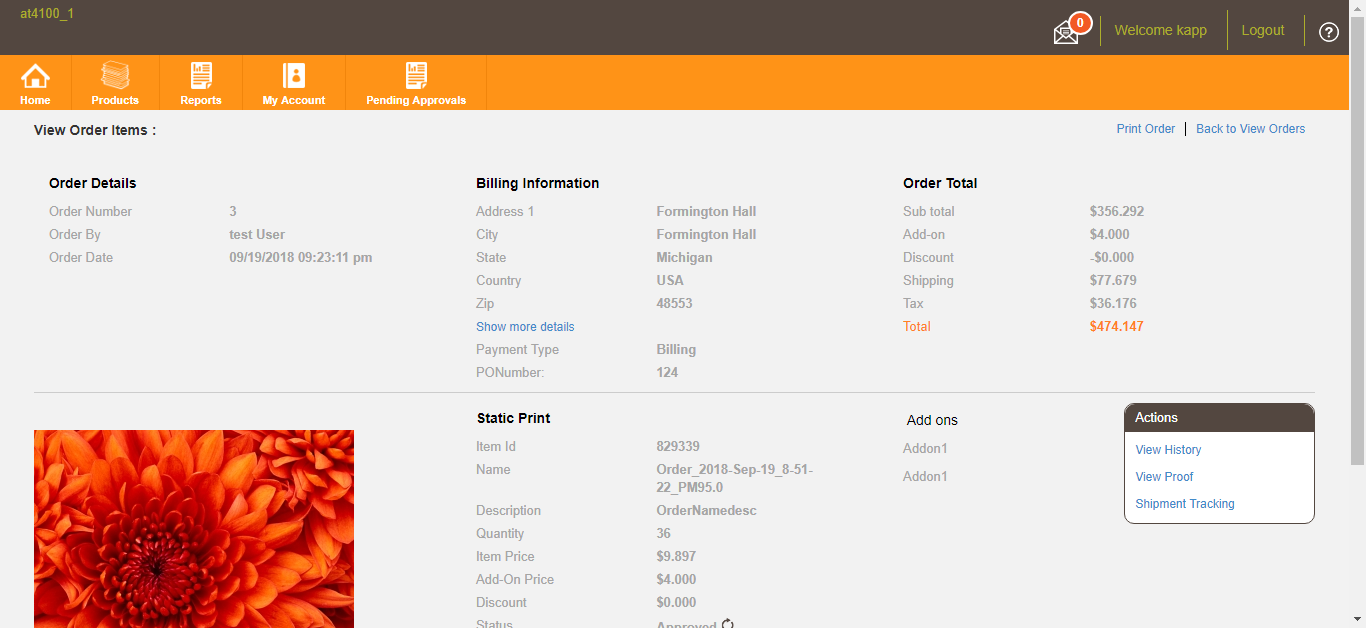 at4100_1
0
Welcome kapp
Logout
?
Home
Products
Reports
My Account
Pending Approvals
View Order Items :
Print Order
Back to View Orders
Order Details
Order Number 3
Order By test User
Order Date 09/19/2018 09:23:11 pm
Billing Information
Address 1 Formington Hall
City Formington Hall
State Michigan
Country USA
Zip 48553
Show more details
Payment Type Billing
PONumber: 124
Order Total
Sub total $356.292
Add-on $4.000
Discount -$0.000
Shipping $77.679
Tax $36.176
Total $474.147
Static Print
Item Id 829339
Name Order_2018-Sep-19_8-51-
22_PM95.0
Description OrderNamedesc
Quantity 36
Item Price $9.897
Add-On Price $4.000
Discount $0.000
Status Approved
Add ons
Addon1
Addon1
Actions
View History
View Proof
Shipment Tracking